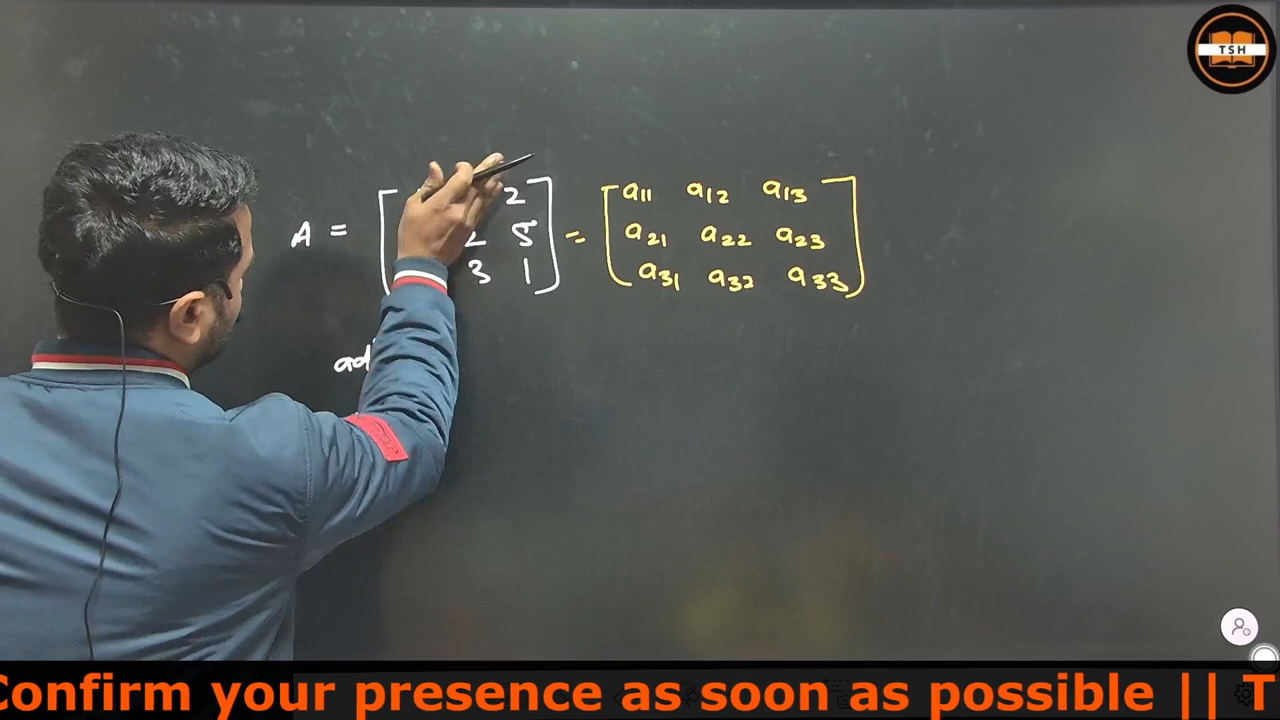 TSH
A = [ 2 ] = [ a11 a12 a13 ]
2 5 a21 a22 a23
3 1 a31 a32 a33
ad
Confirm your presence as soon as possible || T